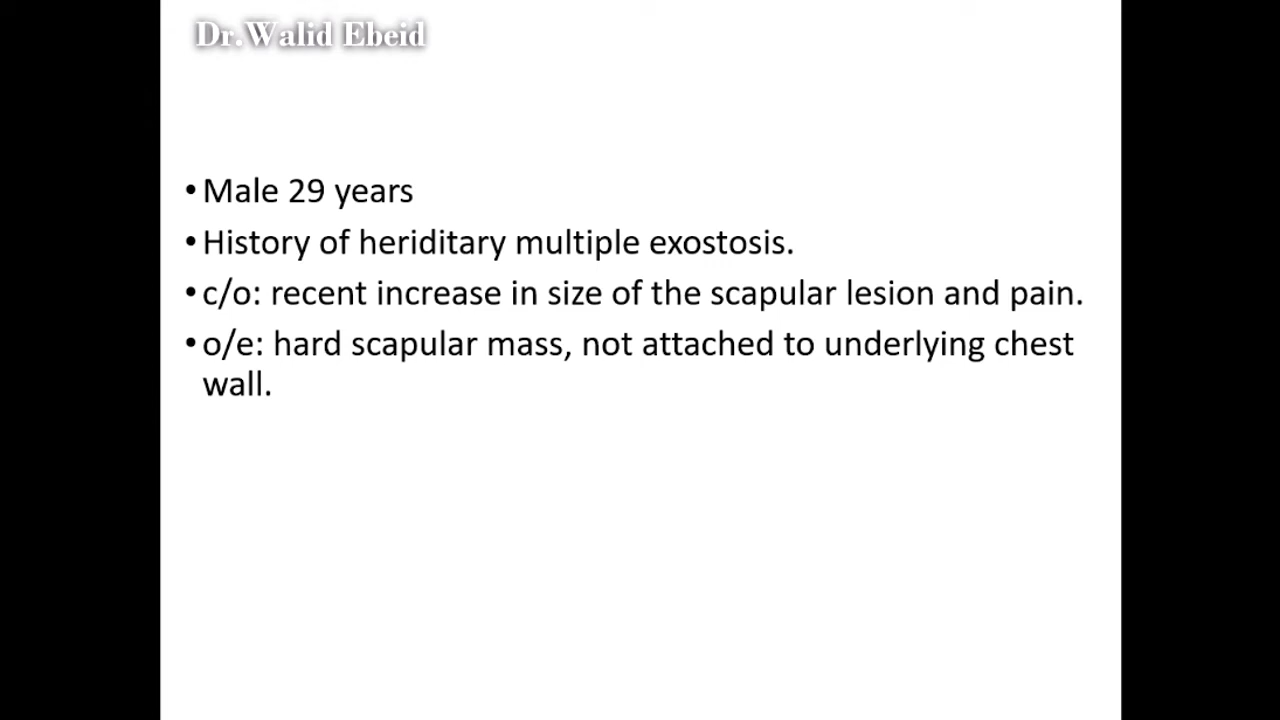 Dr.Walid Ebeid
•Male 29 years
•History of heriditary multiple exostosis.
•c/o: recent increase in size of the scapular lesion and pain.
•o/e: hard scapular mass, not attached to underlying chest
wall.